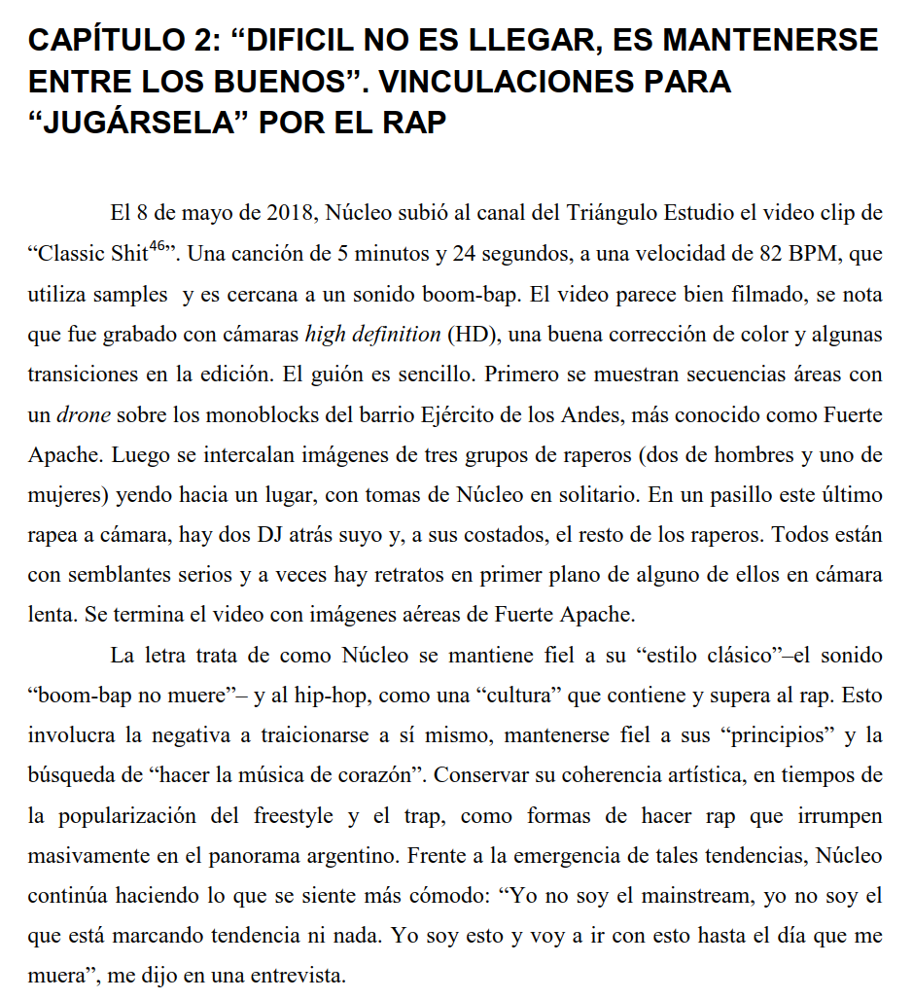 CAPÍTULO 2: “DIFICIL NO ES LLEGAR, ES MANTENERSE
ENTRE LOS BUENOS”. VINCULACIONES PARA
“JUGÁRSELA” POR EL RAP
El 8 de mayo de 2018, Núcleo subió al canal del Triángulo Estudio el video clip de
“Classic Shit46”. Una canción de 5 minutos y 24 segundos, a una velocidad de 82 BPM, que
utiliza samples y es cercana a un sonido boom-bap. El video parece bien filmado, se nota
que fue grabado con cámaras high definition (HD), una buena corrección de color y algunas
transiciones en la edición. El guión es sencillo. Primero se muestran secuencias áreas con
un drone sobre los monoblocks del barrio Ejército de los Andes, más conocido como Fuerte
Apache. Luego se intercalan imágenes de tres grupos de raperos (dos de hombres y uno de
mujeres) yendo hacia un lugar, con tomas de Núcleo en solitario. En un pasillo este último
rapea a cámara, hay dos DJ atrás suyo y, a sus costados, el resto de los raperos. Todos están
con semblantes serios y a veces hay retratos en primer plano de alguno de ellos en cámara
lenta. Se termina el video con imágenes aéreas de Fuerte Apache.
La letra trata de como Núcleo se mantiene fiel a su “estilo clásico”–el sonido
“boom-bap no muere”– y al hip-hop, como una “cultura” que contiene y supera al rap. Esto
involucra la negativa a traicionarse a sí mismo, mantenerse fiel a sus “principios” y la
búsqueda de “hacer la música de corazón”. Conservar su coherencia artística, en tiempos de
la popularización del freestyle y el trap, como formas de hacer rap que irrumpen
masivamente en el panorama argentino. Frente a la emergencia de tales tendencias, Núcleo
continúa haciendo lo que se siente más cómodo: “Yo no soy el mainstream, yo no soy el
que está marcando tendencia ni nada. Yo soy esto y voy a ir con esto hasta el día que me
muera”, me dijo en una entrevista.